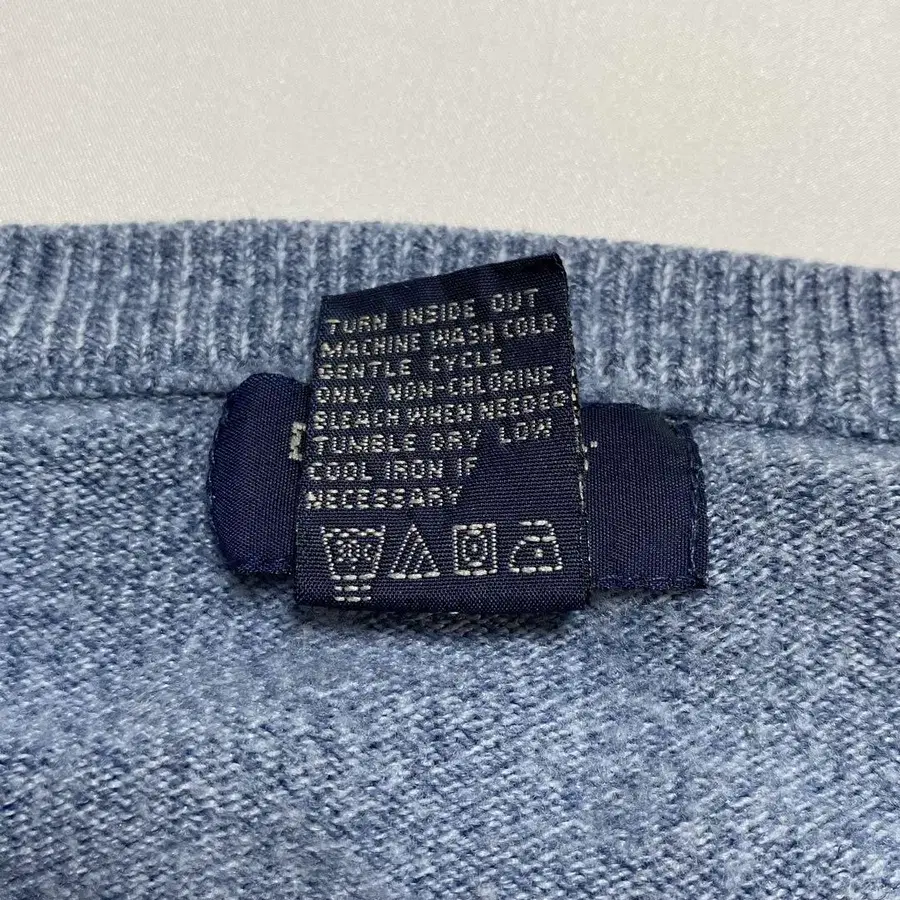 TURN INSIDE OUT
MACHINE WASH COLD
GENTLE CYCLE
ONLY NON-CHLORINE
BLEACH WHEN NEEDED
TUMBLE DRY LOW
COOL IRON IF
NECESSARY